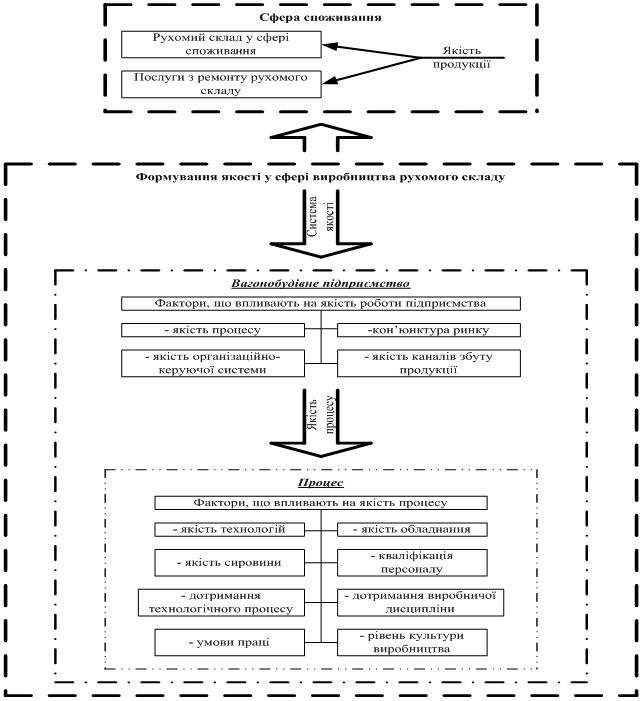 Сфера споживання
Рухомий склад у сфері
споживання
Послуги з ремонту рухомого
складу
Якість
продукції
Формування якості у сфері виробництва рухомого складу
Система
якості
Вагонобудівне підприємство
Фактори, що впливають на якість роботи підприємства
- якість процесу
-кон’юнктура ринку
- якість організаційно-
керуючої системи
- якість каналів збуту
продукції
Якість
процесу
Процес
Фактори, що впливають на якість процесу
- якість технологій
- якість обладнання
- якість сировини
- кваліфікація
персоналу
- дотримання
технологічного процесу
- дотримання виробничої
дисципліни
- умови праці
- рівень культури
виробництва